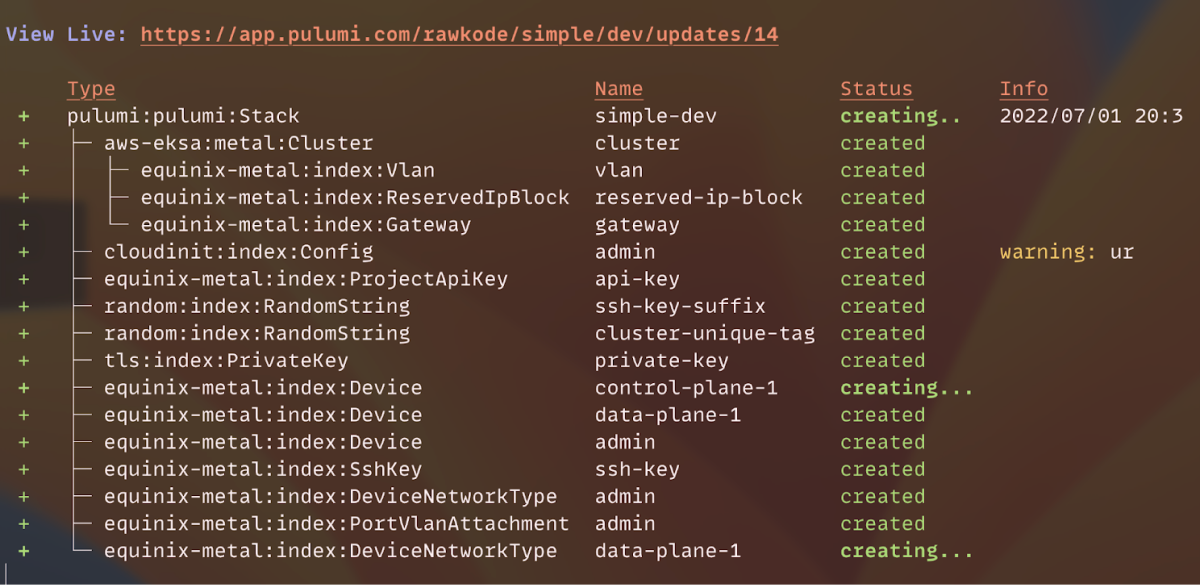 View Live: https://app.pulumi.com/rawkode/simple/dev/updates/14
Type Name Status Info
+ pulumi:pulumi:Stack simple-dev creating.. 2022/07/01 20:3
+ ├─ aws-eksa:metal:Cluster cluster created
+ │ ├─ equinix-metal:index:Vlan vlan created
+ │ ├─ equinix-metal:index:ReservedIpBlock reserved-ip-block created
+ │ └─ equinix-metal:index:Gateway gateway created
+ ├─ cloudinit:index:Config admin created warning: ur
+ ├─ equinix-metal:index:ProjectApiKey api-key created
+ ├─ random:index:RandomString ssh-key-suffix created
+ ├─ random:index:RandomString cluster-unique-tag created
+ ├─ tls:index:PrivateKey private-key created
+ ├─ equinix-metal:index:Device control-plane-1 creating...
+ ├─ equinix-metal:index:Device data-plane-1 created
+ ├─ equinix-metal:index:Device admin created
+ ├─ equinix-metal:index:SshKey ssh-key created
+ ├─ equinix-metal:index:DeviceNetworkType admin created
+ ├─ equinix-metal:index:PortVlanAttachment admin created
+ └─ equinix-metal:index:DeviceNetworkType data-plane-1 creating...